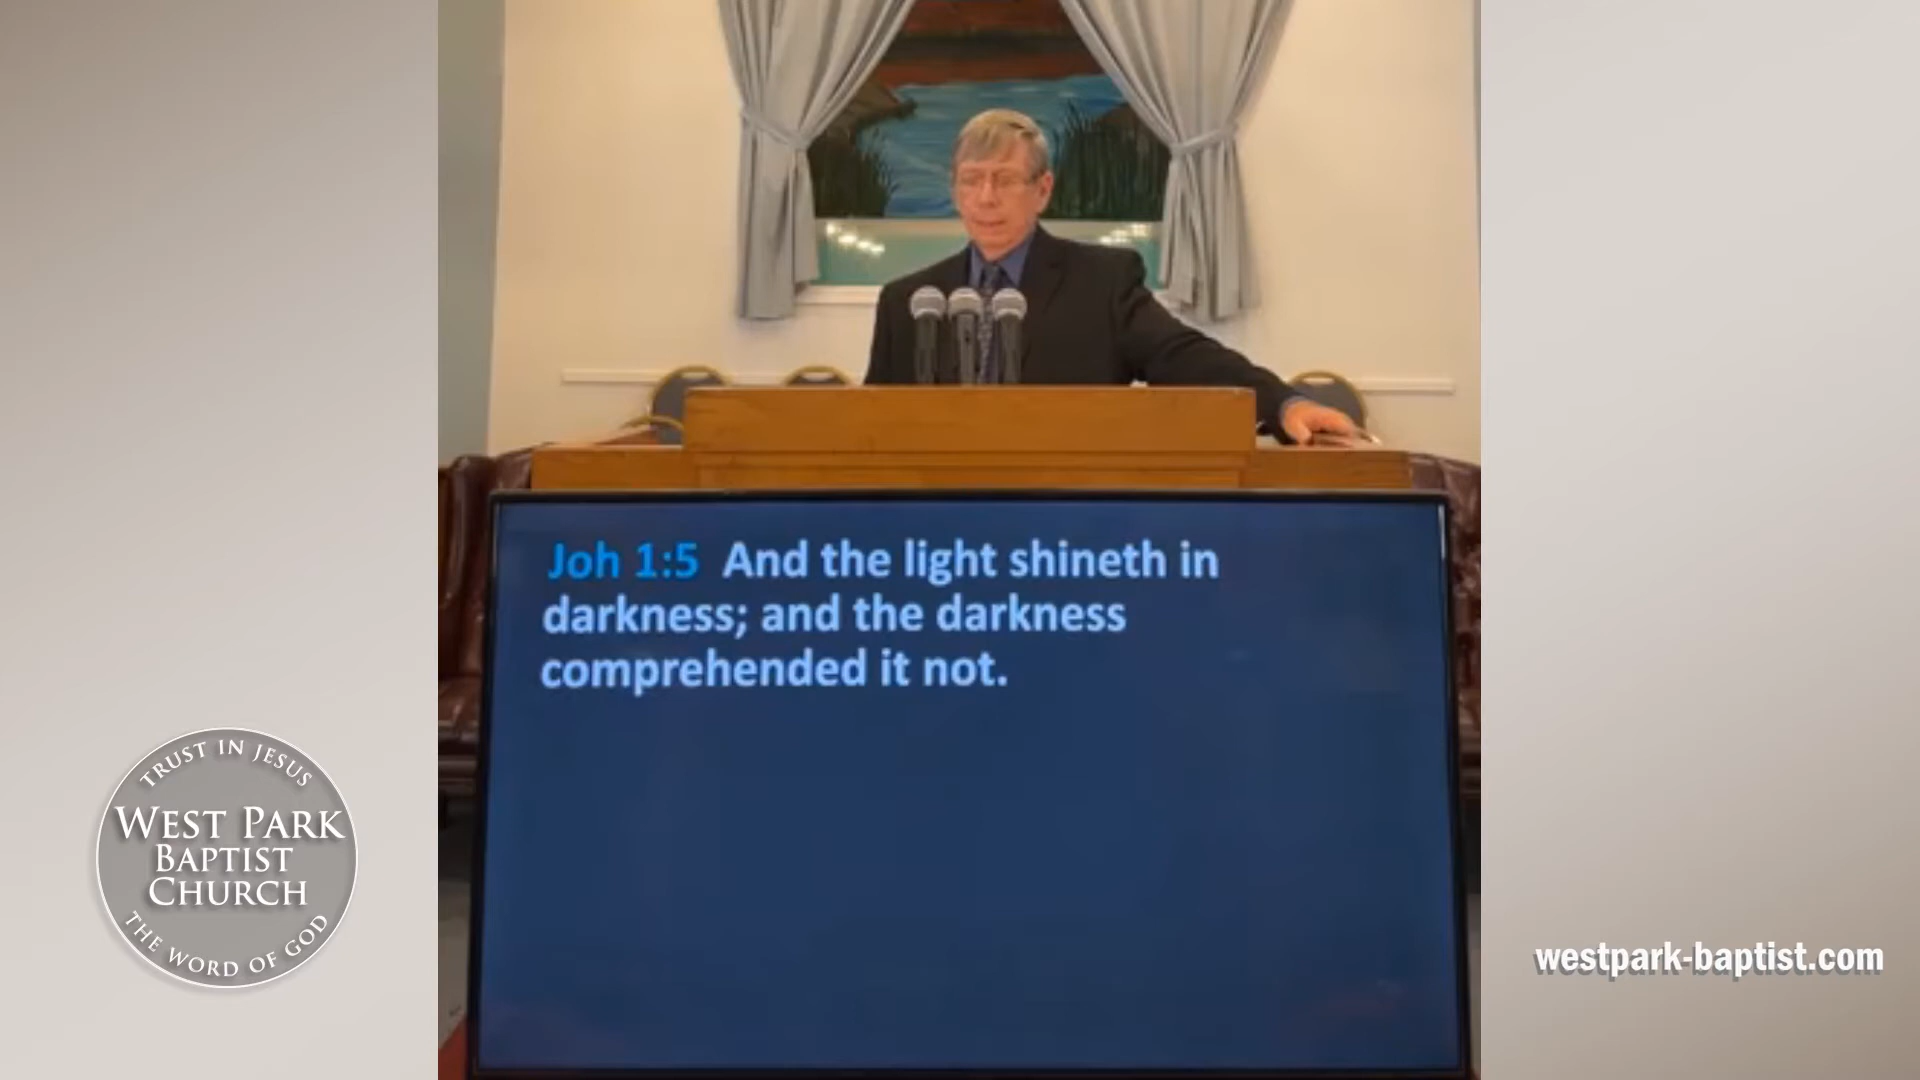 Joh 1:5 And the light shineth in
darkness; and the darkness
comprehended it not.
TRUST IN JESUS
WEST PARK
BAPTIST
CHURCH
THE WORD OF GOD
westpark-baptist.com